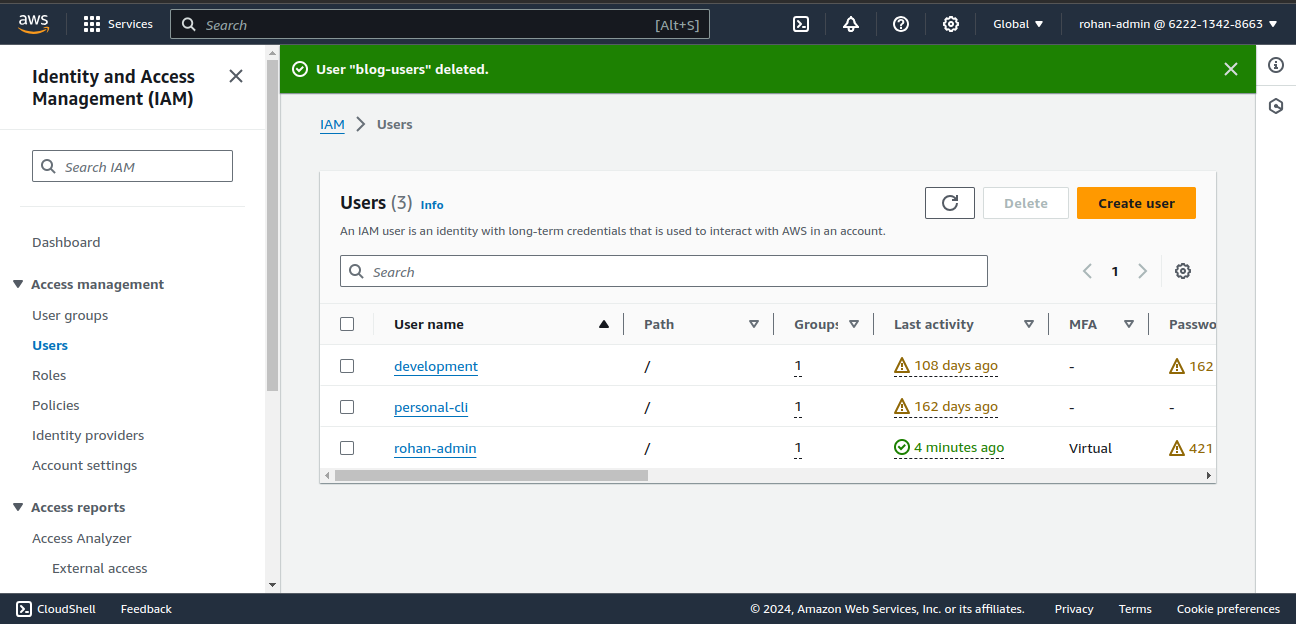 aws
Services
Search
[Alt+S]
Global
rohan-admin @ 6222-1342-8663
Identity and Access
Management (IAM)
Search IAM
Dashboard
Access management
User groups
Users
Roles
Policies
Identity providers
Account settings
Access reports
Access Analyzer
External access
User "blog-users" deleted.
IAM
Users
Users (3) Info
Delete
Create user
An IAM user is an identity with long-term credentials that is used to interact with AWS in an account.
Search
1
User name Path Groups Last activity MFA Passwo
development / 1 108 days ago - 162
personal-cli / 1 162 days ago - -
rohan-admin / 1 4 minutes ago Virtual 421
CloudShell Feedback © 2024, Amazon Web Services, Inc. or its affiliates. Privacy Terms Cookie preferences